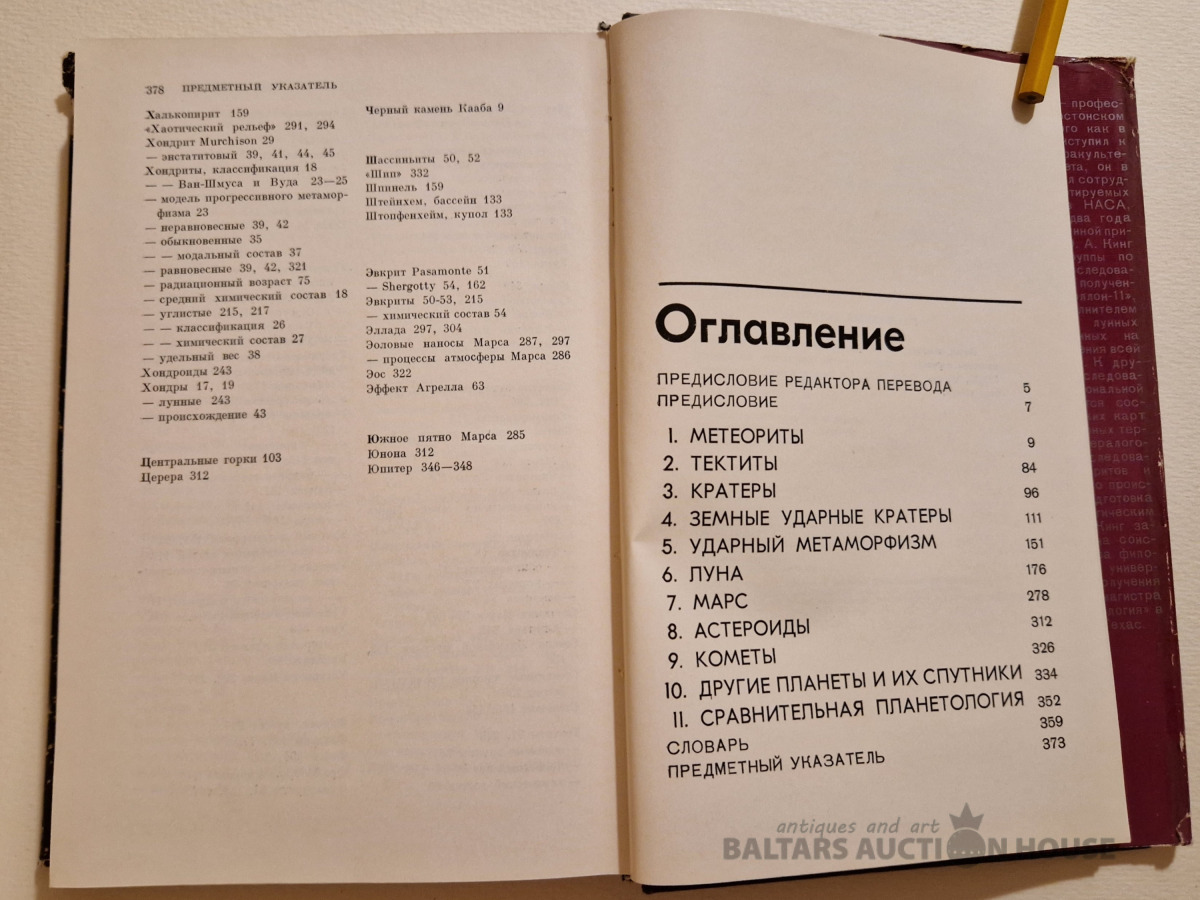 378 ПРЕДМЕТНЫЙ УКАЗАТЕЛЬ
Халькопирит 159
«Хаотический рельеф» 291, 294
Хондрит Murchison 29
— энстатитовый 39, 41, 44, 45
Хондриты, классификация 18
— — Ван-Шмуса и Вуда 23—25
— модель прогрессивного метамор-
физма 23
— неравновесные 39, 42
— обыкновенные 35
— — модальный состав 37
— равновесные 39, 42, 321
— радиационный возраст 75
— средний химический состав 18
— углистые 215, 217
— — классификация 26
— — химический состав 27
— удельный вес 38
Хондроиды 243
Хондры 17, 19
— лунные 243
— происхождение 43
Центральные горки 103
Церера 312
Черный камень Кааба 9
Шассиньиты 50, 52
«Шип» 332
Шпинель 159
Штейнхем, бассейн 133
Штопфенхейм, купол 133
Эвкрит Pasamonte 51
— Shergotty 54, 162
Эвкриты 50-53, 215
— химический состав 54
Эллада 297, 304
Эоловые наносы Марса 287, 297
— процессы атмосферы Марса 286
Эос 322
Эффект Агрелла 63
Южное пятно Марса 285
Юнона 312
Юпитер 346—348
Оглавление
ПРЕДИСЛОВИЕ РЕДАКТОРА ПЕРЕВОДА 5
ПРЕДИСЛОВИЕ 7
1. МЕТЕОРИТЫ 9
2. ТЕКТИТЫ 84
3. КРАТЕРЫ 96
4. ЗЕМНЫЕ УДАРНЫЕ КРАТЕРЫ 111
5. УДАРНЫЙ МЕТАМОРФИЗМ 151
6. ЛУНА 176
7. МАРС 278
8. АСТЕРОИДЫ 312
9. КОМЕТЫ 326
10. ДРУГИЕ ПЛАНЕТЫ И ИХ СПУТНИКИ 334
11. СРАВНИТЕЛЬНАЯ ПЛАНЕТОЛОГИЯ 352
СЛОВАРЬ 359
ПРЕДМЕТНЫЙ УКАЗАТЕЛЬ 373
antiques and art
BALTARS AUCTION HOUSE